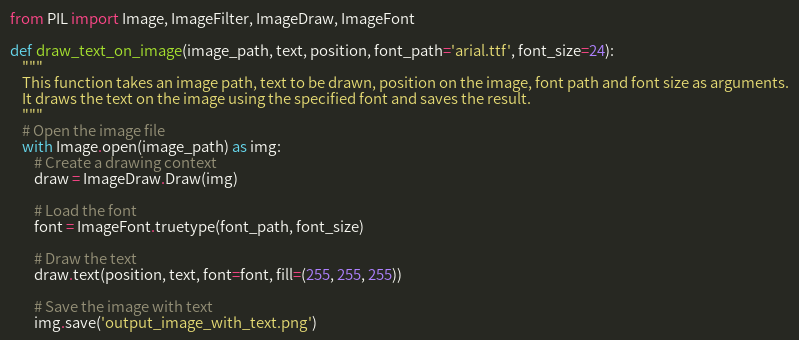 from PIL import Image, ImageFilter, ImageDraw, ImageFont

def draw_text_on_image(image_path, text, position, font_path='arial.ttf', font_size=24):
    """
    This function takes an image path, text to be drawn, position on the image, font path and font size as arguments.
    It draws the text on the image using the specified font and saves the result.
    """
    # Open the image file
    with Image.open(image_path) as img:
        # Create a drawing context
        draw = ImageDraw.Draw(img)

        # Load the font
        font = ImageFont.truetype(font_path, font_size)

        # Draw the text
        draw.text(position, text, font=font, fill=(255, 255, 255))

        # Save the image with text
        img.save('output_image_with_text.png')